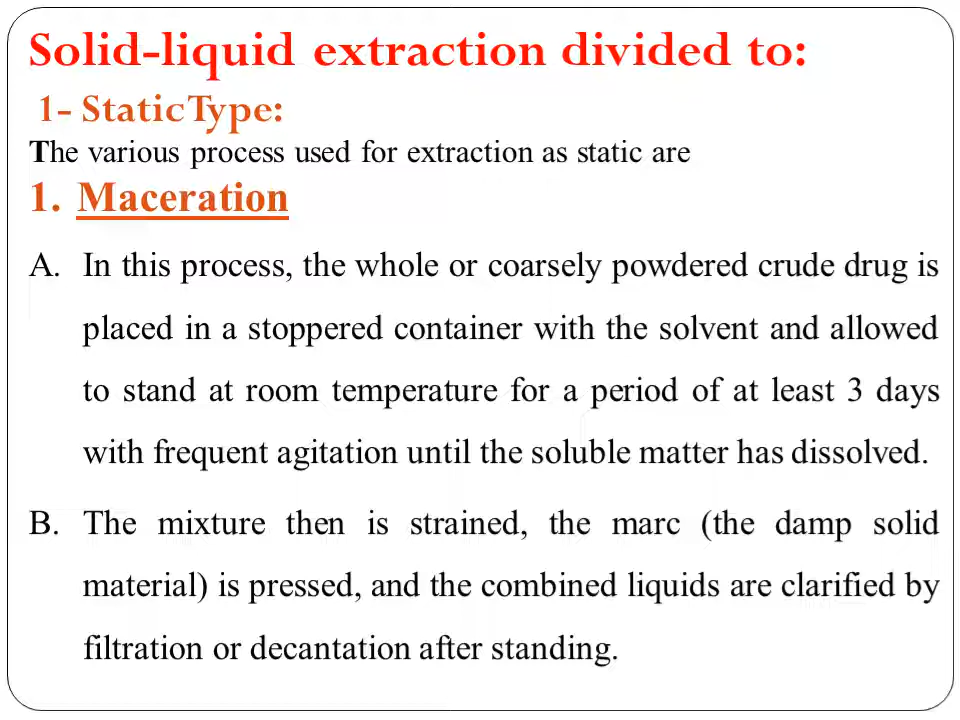 Solid-liquid extraction divided to:
1- Static Type:
The various process used for extraction as static are
1. Maceration
A. In this process, the whole or coarsely powdered crude drug is
placed in a stoppered container with the solvent and allowed
to stand at room temperature for a period of at least 3 days
with frequent agitation until the soluble matter has dissolved.
B. The mixture then is strained, the marc (the damp solid
material) is pressed, and the combined liquids are clarified by
filtration or decantation after standing.